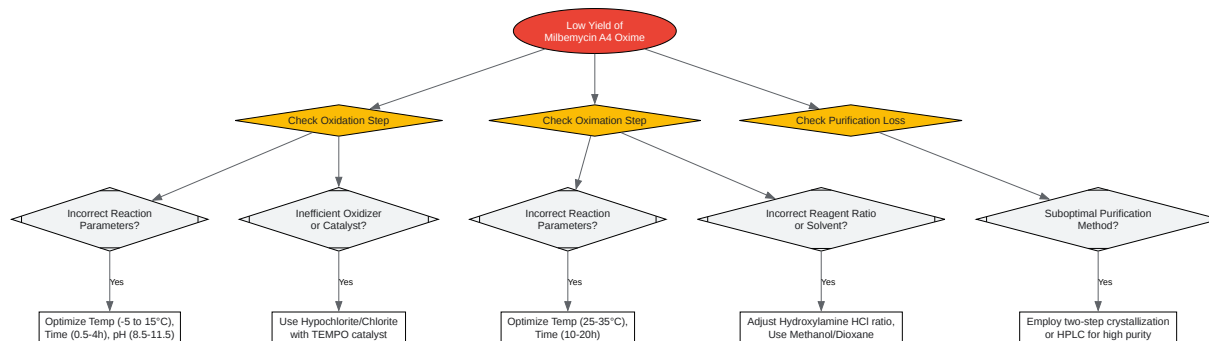 Low Yield of
Milbemycin A4 Oxime
Check Oxidation Step
Check Oximation Step
Check Purification Loss
Incorrect Reaction
Parameters?
Inefficient Oxidizer
or Catalyst?
Incorrect Reaction
Parameters?
Incorrect Reagent Ratio
or Solvent?
Suboptimal Purification
Method?
Yes
Yes
Yes
Yes
Yes
Optimize Temp (-5 to 15°C),
Time (0.5-4h), pH (8.5-11.5)
Use Hypochlorite/Chlorite
with TEMPO catalyst
Optimize Temp (25-35°C),
Time (10-20h)
Adjust Hydroxylamine HCl ratio,
Use Methanol/Dioxane
Employ two-step crystallization
or HPLC for high purity